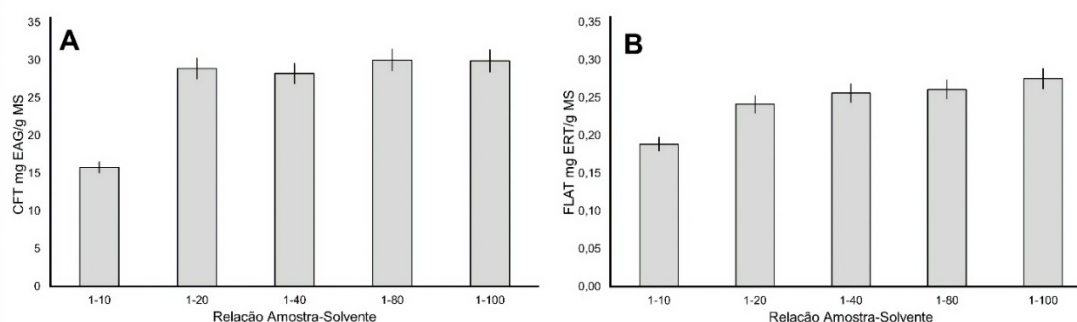 A
CFT mg EAG/g MS
35
30
25
20
15
10
5
0
1-10 1-20 1-40 1-80 1-100
Relacão Amostra-Solvente
B
FLAT mg ERT/g MS
0,35
0,30
0,25
0,20
0,15
0,10
0,05
0,00
1-10 1-20 1-40 1-80 1-100
Relacão Amostra-Solvente